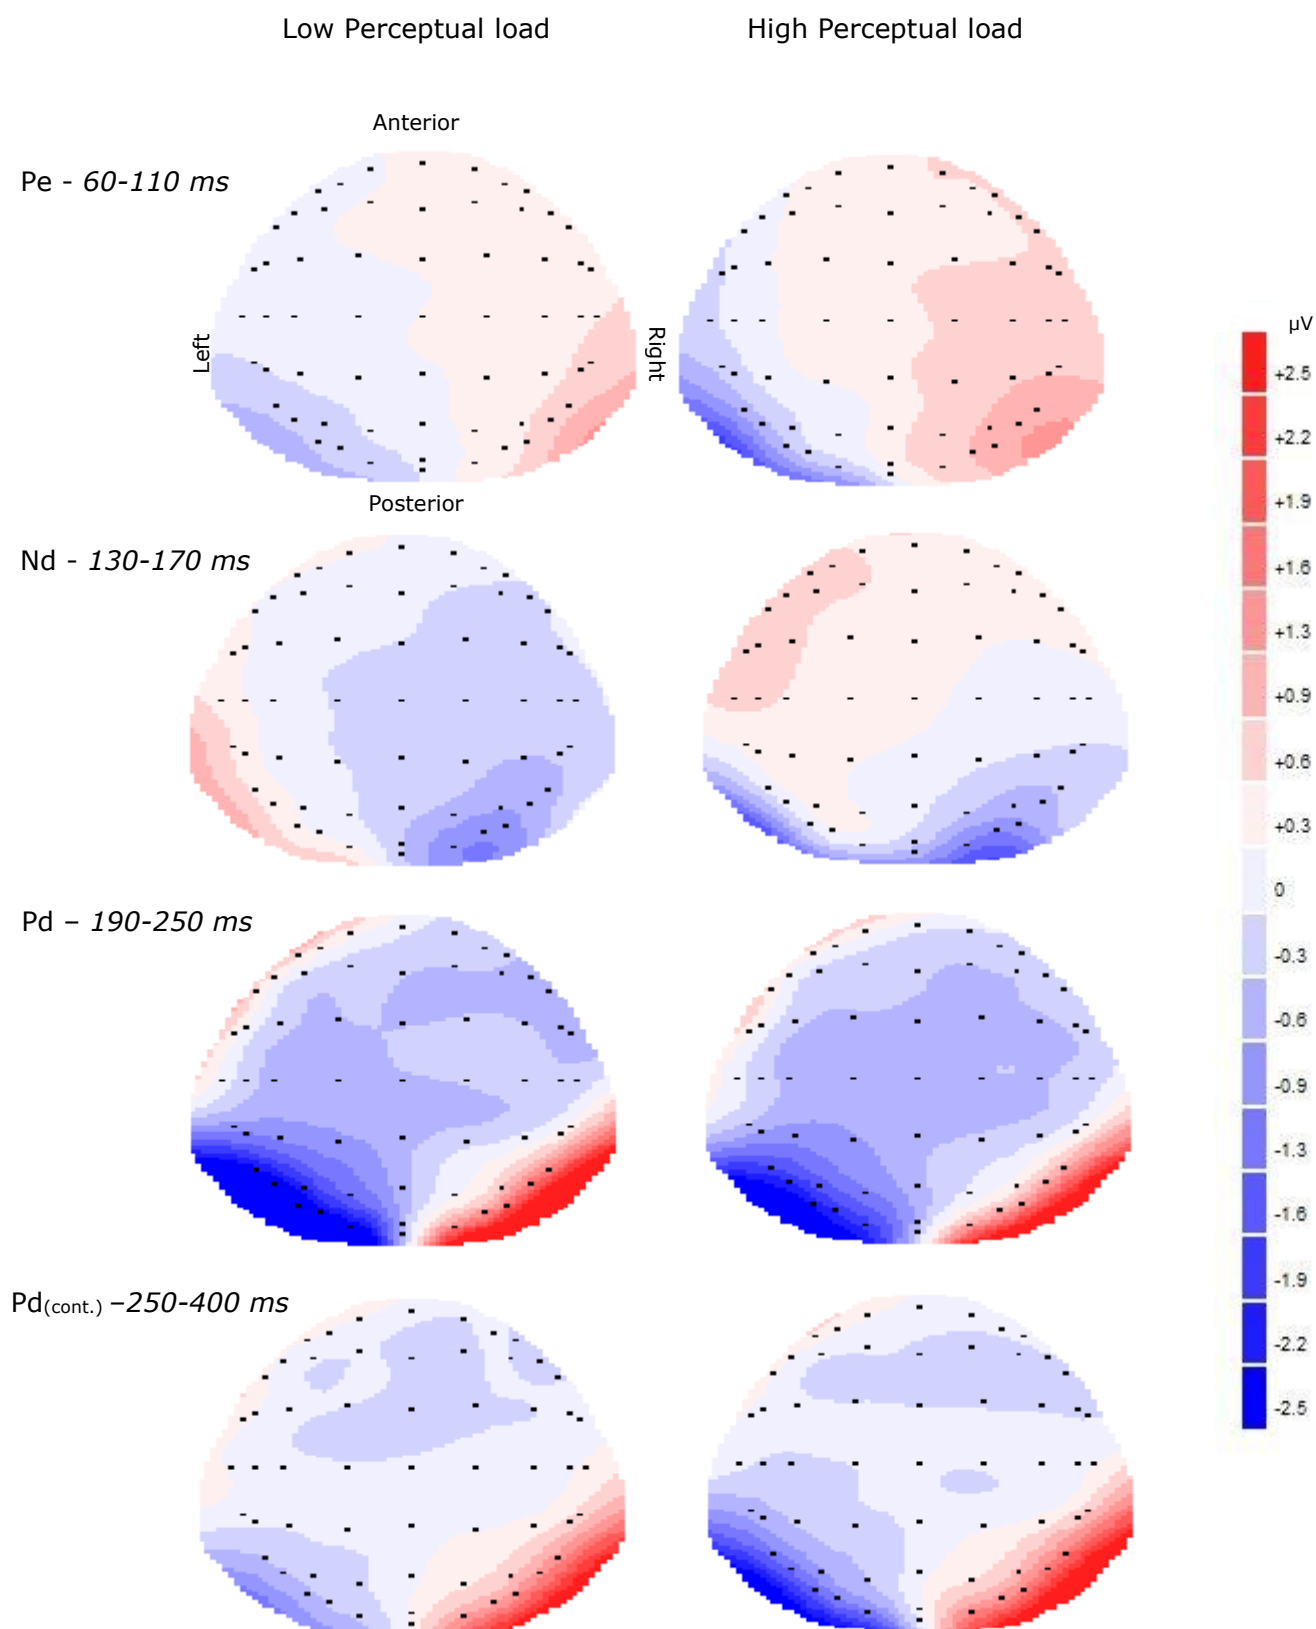 Low Perceptual load
High Perceptual load
Anterior
Pe - 60-110 ms
Left
Right
Posterior
Nd - 130-170 ms
Pd – 190-250 ms
Pd(cont.) –250-400 ms
µV
+2.5
+2.2
+1.9
+1.6
+1.3
+0.9
+0.6
+0.3
0
-0.3
-0.6
-0.9
-1.3
-1.6
-1.9
-2.2
-2.5